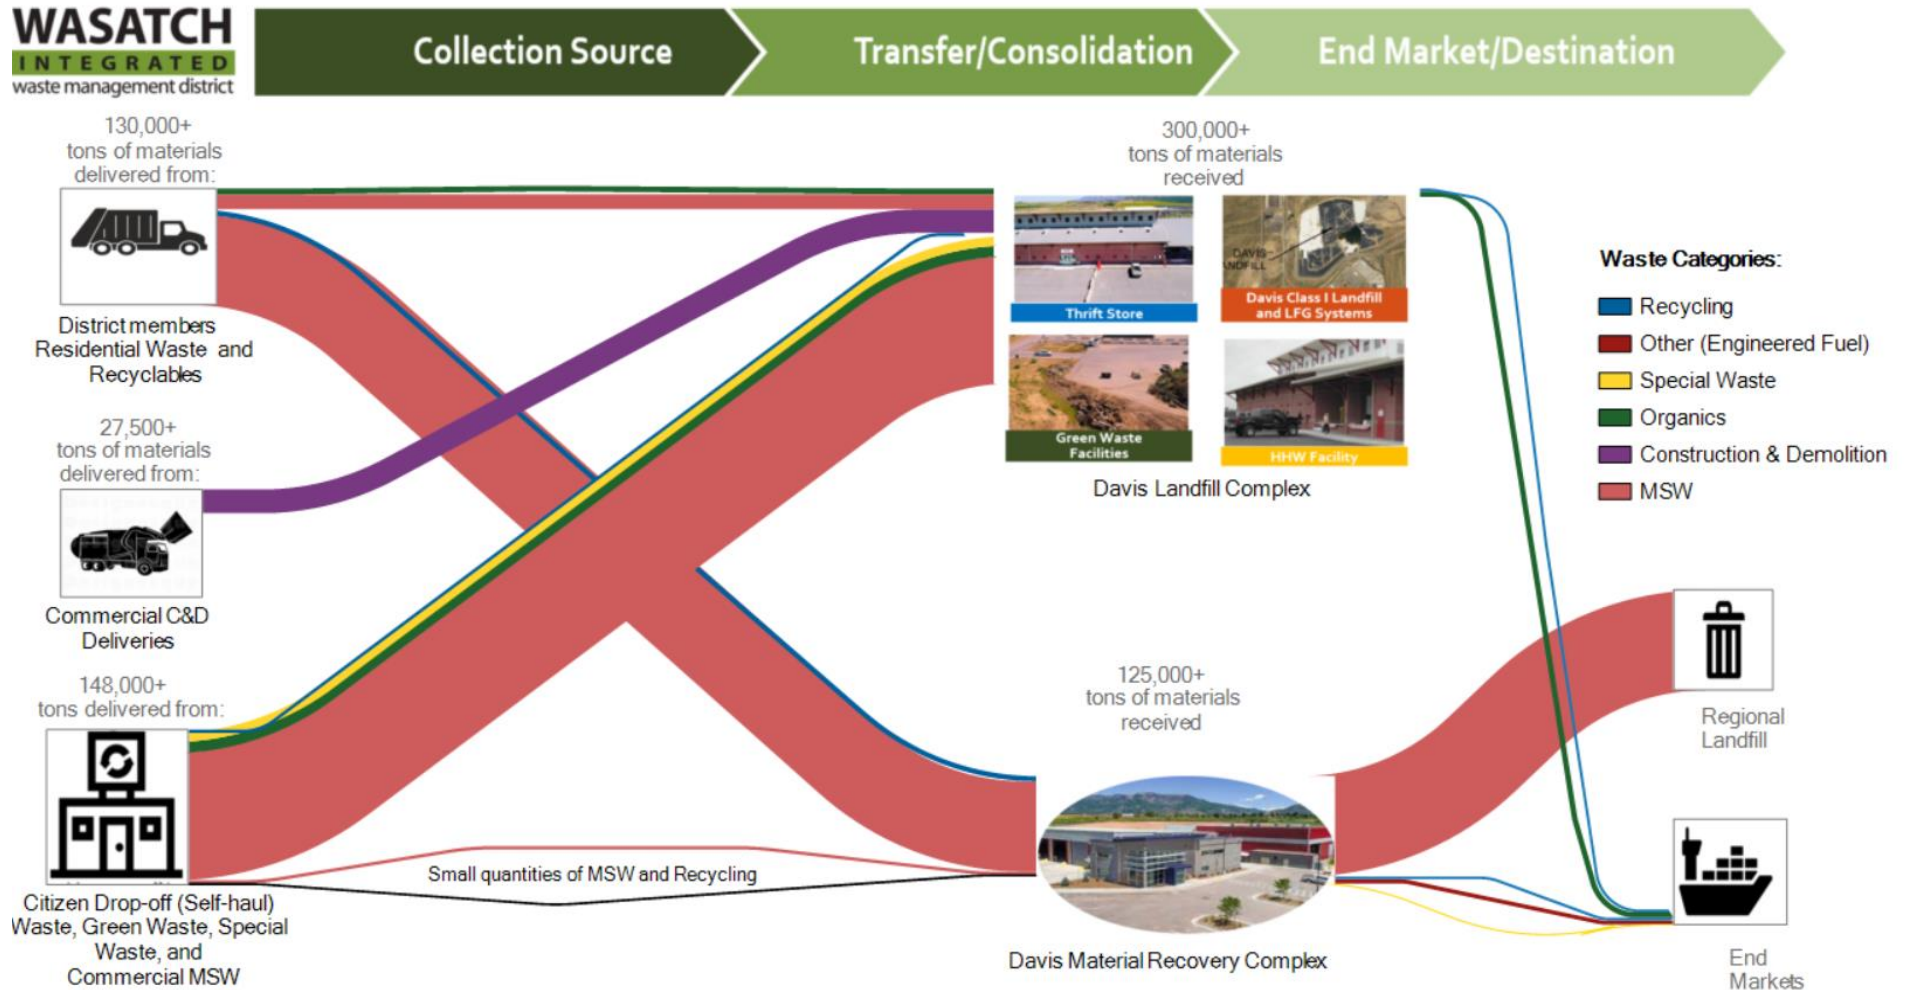 WASATCH
INTEGRATED
waste management district
Collection Source
Transfer/Consolidation
End Market/Destination
130,000+
tons of materials
delivered from:
District members
Residential Waste and
Recyclables
27,500+
tons of materials
delivered from:
Commercial C&D
Deliveries
148,000+
tons delivered from:
Citizen Drop-off (Self-haul)
Waste, Green Waste, Special
Waste, and
Commercial MSW
Small quantities of MSW and Recycling
300,000+
tons of materials
received
Thrift Store
DAVIS
Davis Class I Landfill
and LFG Systems
Green Waste
Facilities
HHW Facility
Davis Landfill Complex
125,000+
tons of materials
received
Davis Material Recovery Complex
Waste Categories:
Recycling
Other (Engineered Fuel)
Special Waste
Organics
Construction & Demolition
MSW
Regional
Landfill
End
Markets